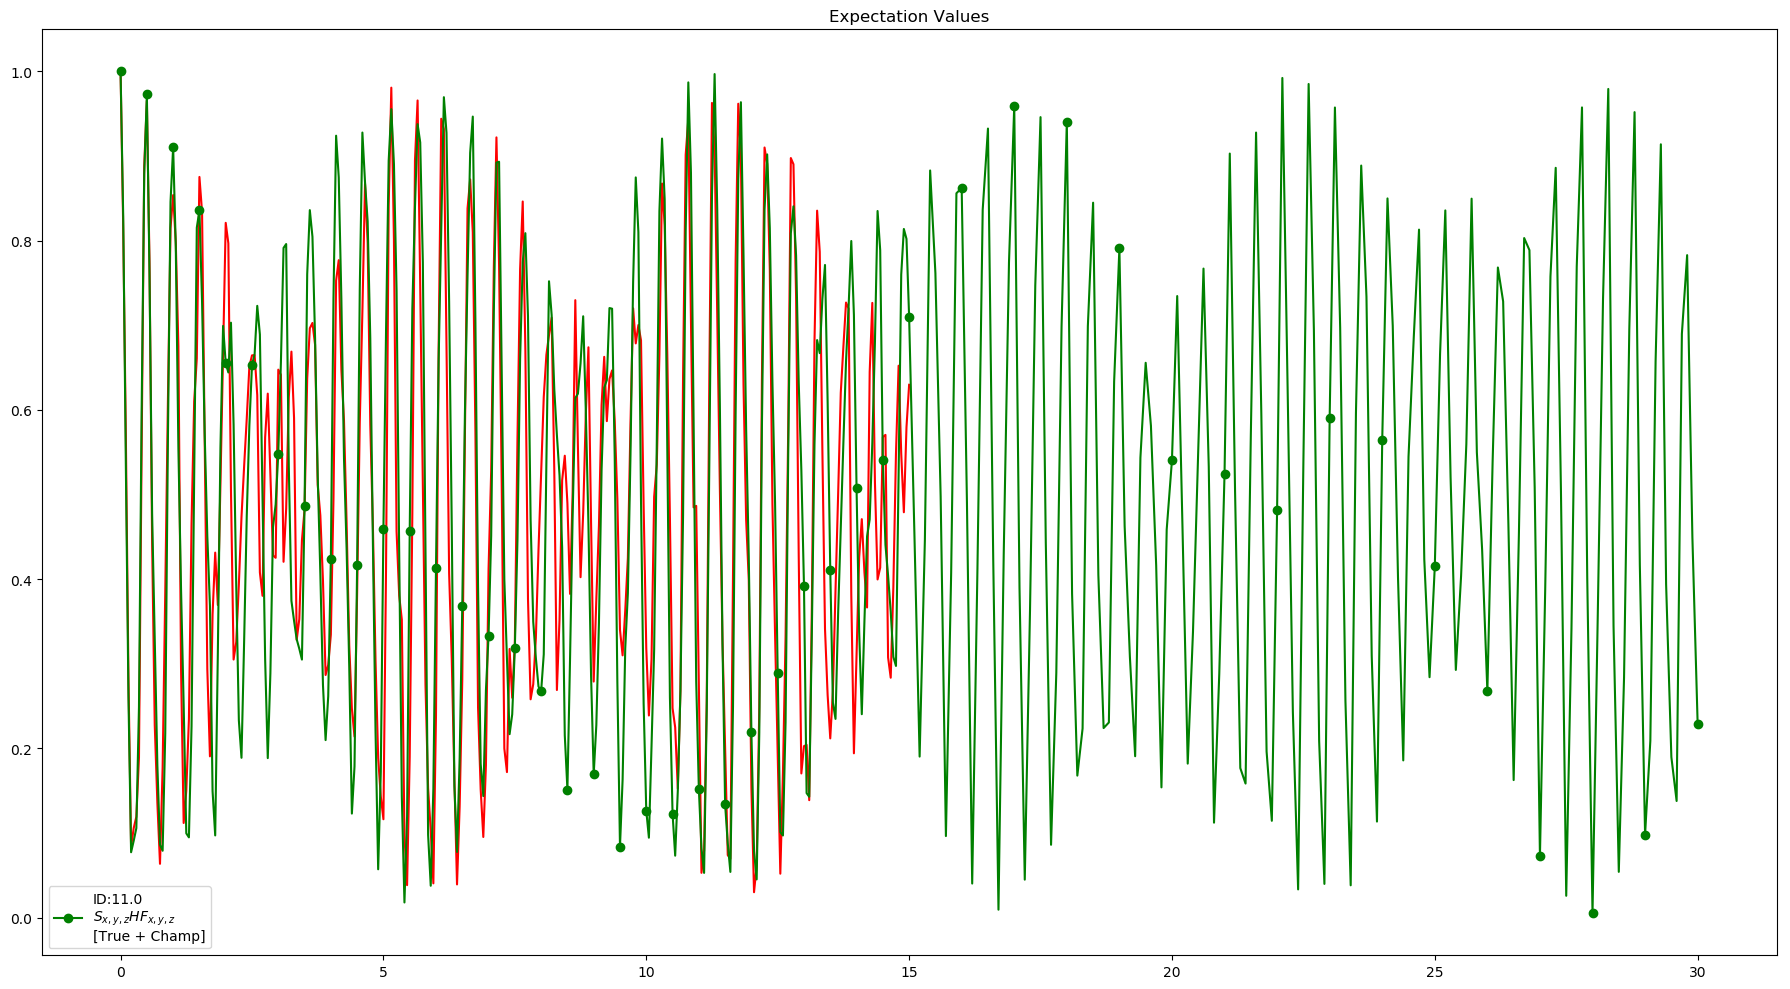 Expectation Values
1.0
0.8
0.6
0.4
0.2
0.0
ID:11.0
$S_{x,y,z}HF_{x,y,z}$
[True + Champ]
0 5 10 15 20 25 30